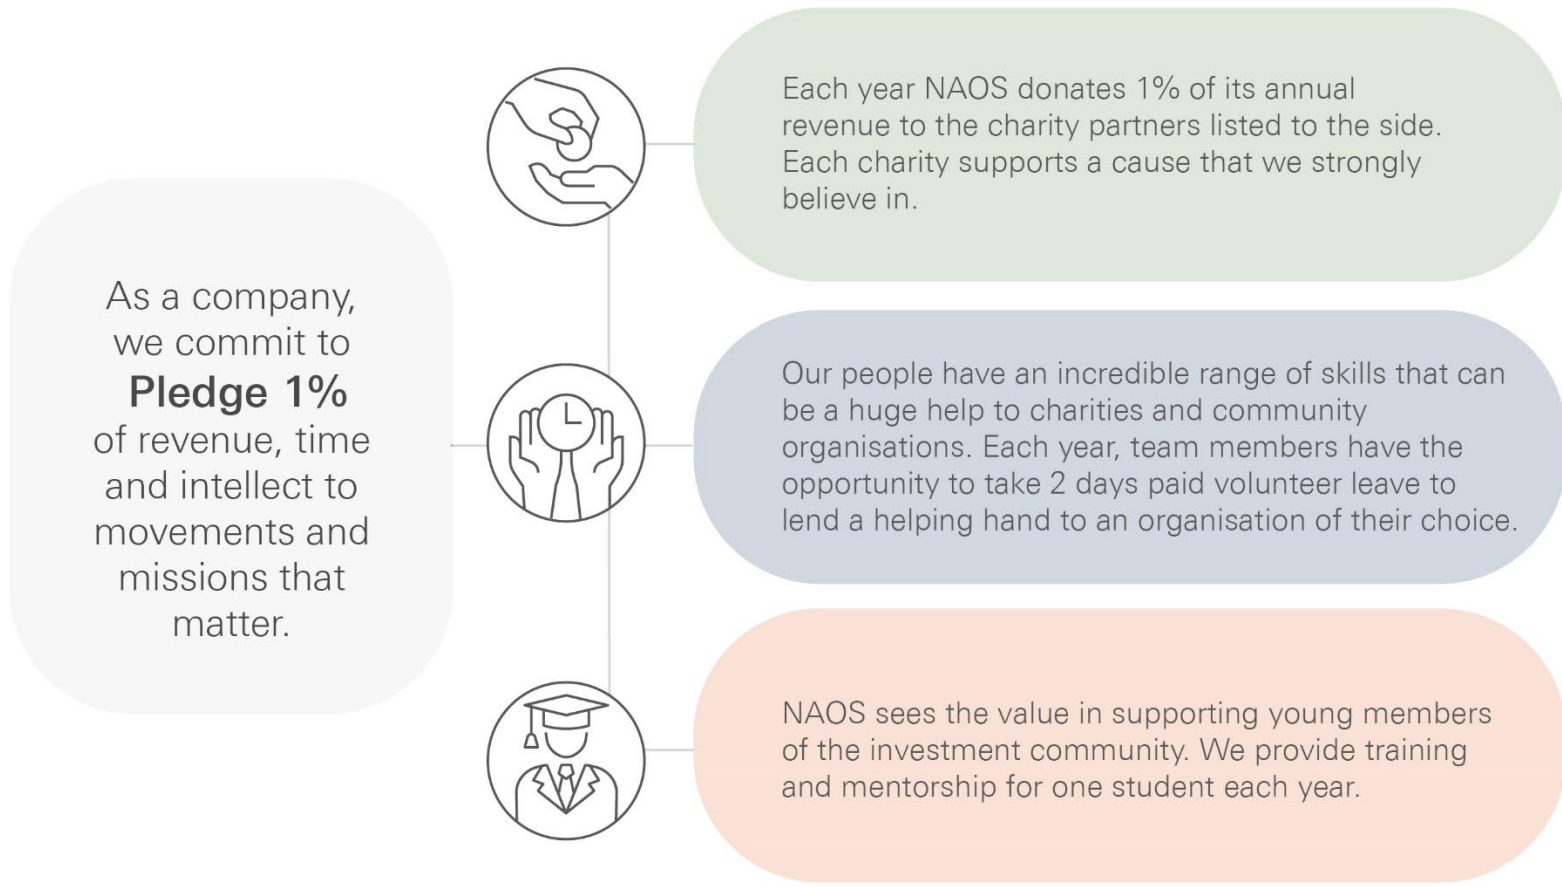 As a company,
we commit to
Pledge 1%
of revenue, time
and intellect to
movements and
missions that
matter.
Each year NAOS donates 1% of its annual
revenue to the charity partners listed to the side.
Each charity supports a cause that we strongly
believe in.
Our people have an incredible range of skills that can
be a huge help to charities and community
organisations. Each year, team members have the
opportunity to take 2 days paid volunteer leave to
lend a helping hand to an organisation of their choice.
NAOS sees the value in supporting young members
of the investment community. We provide training
and mentorship for one student each year.